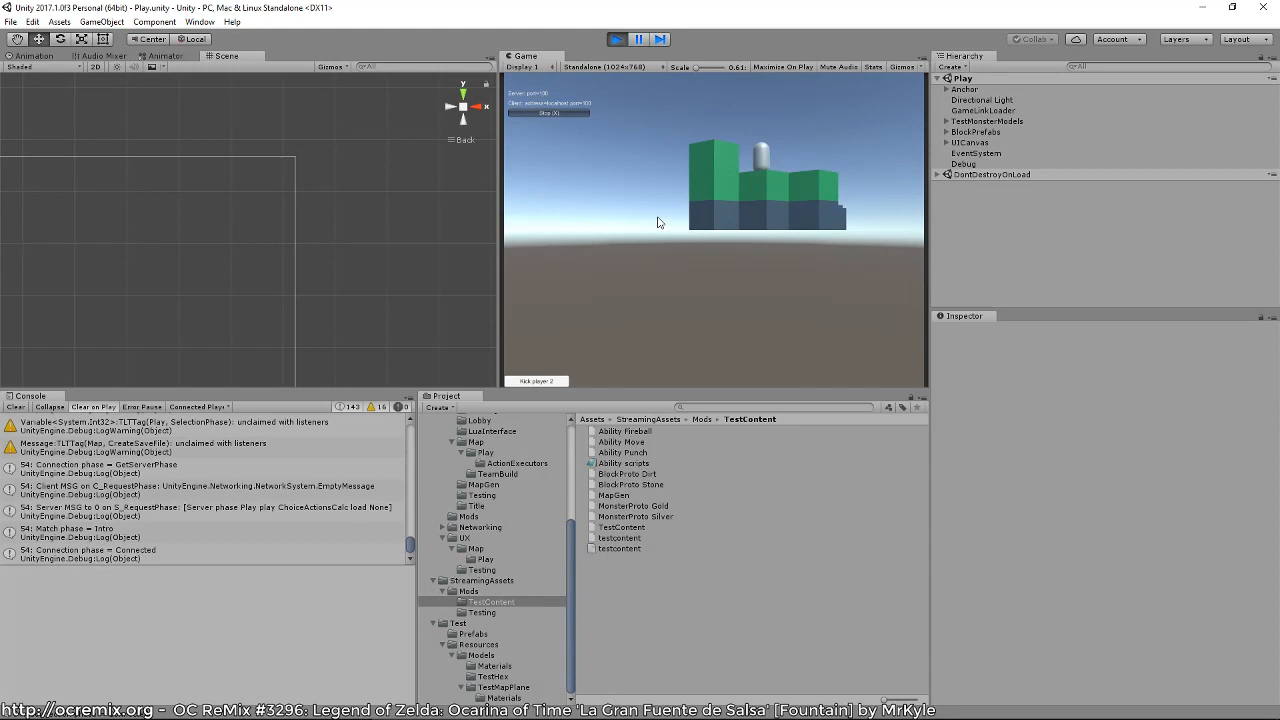 Unity 2017.1.0f3 Personal (64bit) - Play.unity - Unity - PC, Mac & Linux Standalone <DX11>
File Edit Assets GameObject Component Window Help
Center Local Collab Account Layers Layout
Animation Audio Mixer Animator Scene Game Hierarchy
Shaded 2D Gizmos All Display 1 Standalone (1024x768) Scale 0.61: Maximize On Play Mute Audio Stats Gizmos Create All
Play
Anchor
Directional Light
GameLinkLoader
TestMonsterModels
BlockPrefabs
UICanvas
EventSystem
Debug
DontDestroyOnLoad
y
x
Back
Server: port=100
Client: address=localhost port=100
Stop (X)
Kick player 2
Inspector
Console
Clear Collapse Clear on Play Error Pause Connected Play 143 16 0
Variable<System.Int32>:TLTTag(Play, SelectionPhase): unclaimed with listeners
UnityEngine.Debug:LogWarning(Object)
Message:TLTTag(Map, CreateSaveFile): unclaimed with listeners
UnityEngine.Debug:LogWarning(Object)
54: Connection phase = GetServerPhase
UnityEngine.Debug:Log(Object)
54: Client MSG on C_RequestPhase: UnityEngine.Networking.NetworkSystem.EmptyMessage
UnityEngine.Debug:Log(Object)
54: Server MSG to 0 on S_RequestPhase: [Server phase Play play ChoiceActionsCalc load None]
UnityEngine.Debug:Log(Object)
54: Match phase = Intro
UnityEngine.Debug:Log(Object)
54: Connection phase = Connected
UnityEngine.Debug:Log(Object)
Project
Create
Lobby
LuaInterface
Map
Play
ActionExecutors
TeamBuild
MapGen
Testing
Title
Mods
Networking
UX
Map
Play
Testing
StreamingAssets
Mods
TestContent
Testing
Test
Prefabs
Resources
Models
Materials
TestHex
TestMapPlane
Materials
Assets StreamingAssets Mods TestContent
Ability Fireball
Ability Move
Ability Punch
Ability scripts
BlockProto Dirt
BlockProto Stone
MapGen
MonsterProto Gold
MonsterProto Silver
TestContent
testcontent
testcontent
http://ocremix.org - OC ReMix #3296: Legend of Zelda: Ocarina of Time 'La Gran Fuente de Salsa' [Fountain] by MrKyle